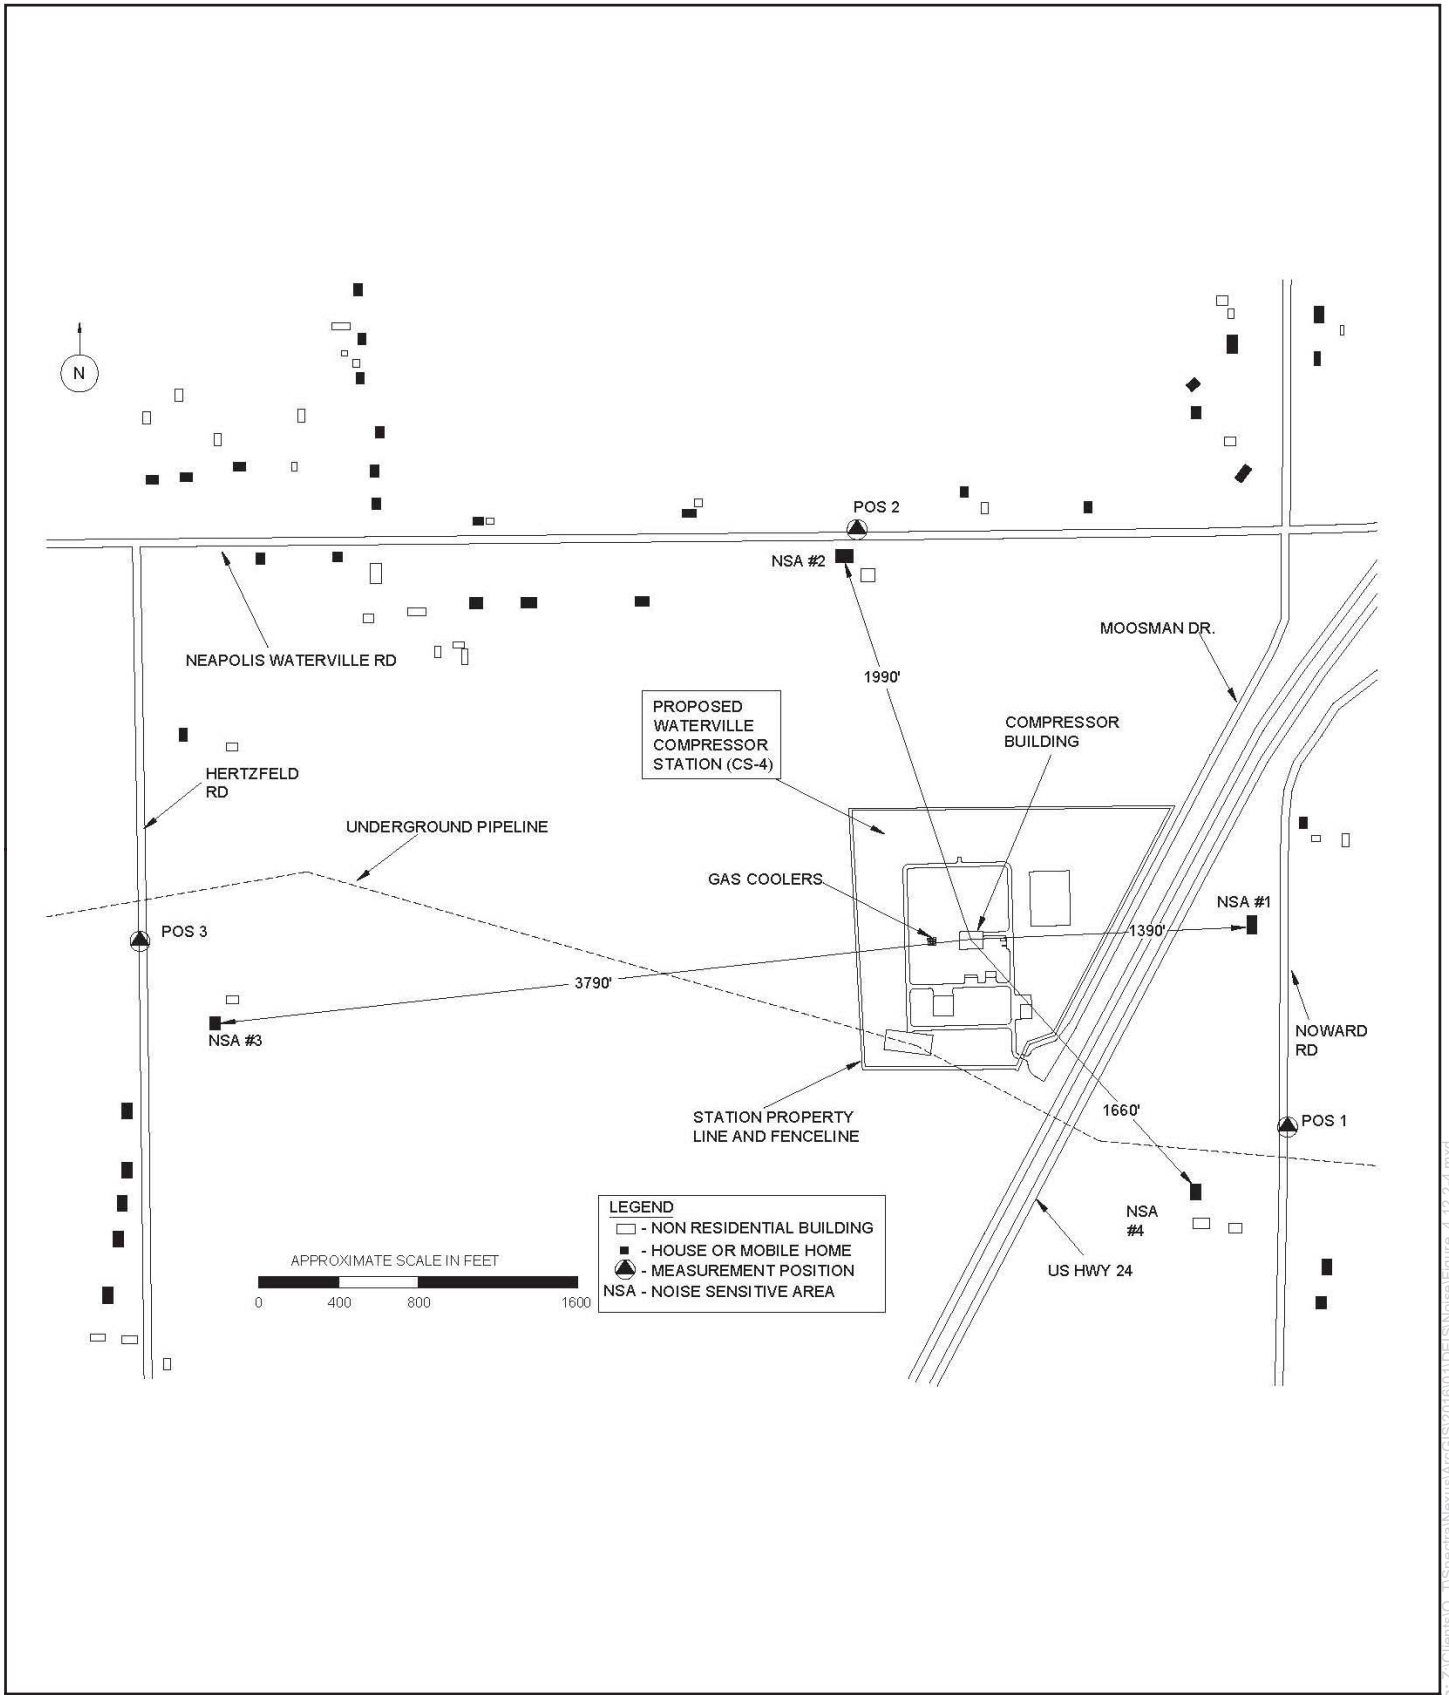 N
POS 2
NSA #2
MOOSMAN DR.
NEAPOLIS WATERVILLE RD
1990'
PROPOSED
WATERVILLE
COMPRESSOR
STATION (CS-4)
COMPRESSOR
BUILDING
HERTZFELD
RD
UNDERGROUND PIPELINE
GAS COOLERS
NSA #1
1390'
POS 3
3790'
NSA #3
NOWARD
RD
STATION PROPERTY
LINE AND FENCELINE
1660'
POS 1
NSA
#4
US HWY 24
APPROXIMATE SCALE IN FEET
0 400 800 1600
LEGEND
- NON RESIDENTIAL BUILDING
- HOUSE OR MOBILE HOME
- MEASUREMENT POSITION
NSA - NOISE SENSITIVE AREA